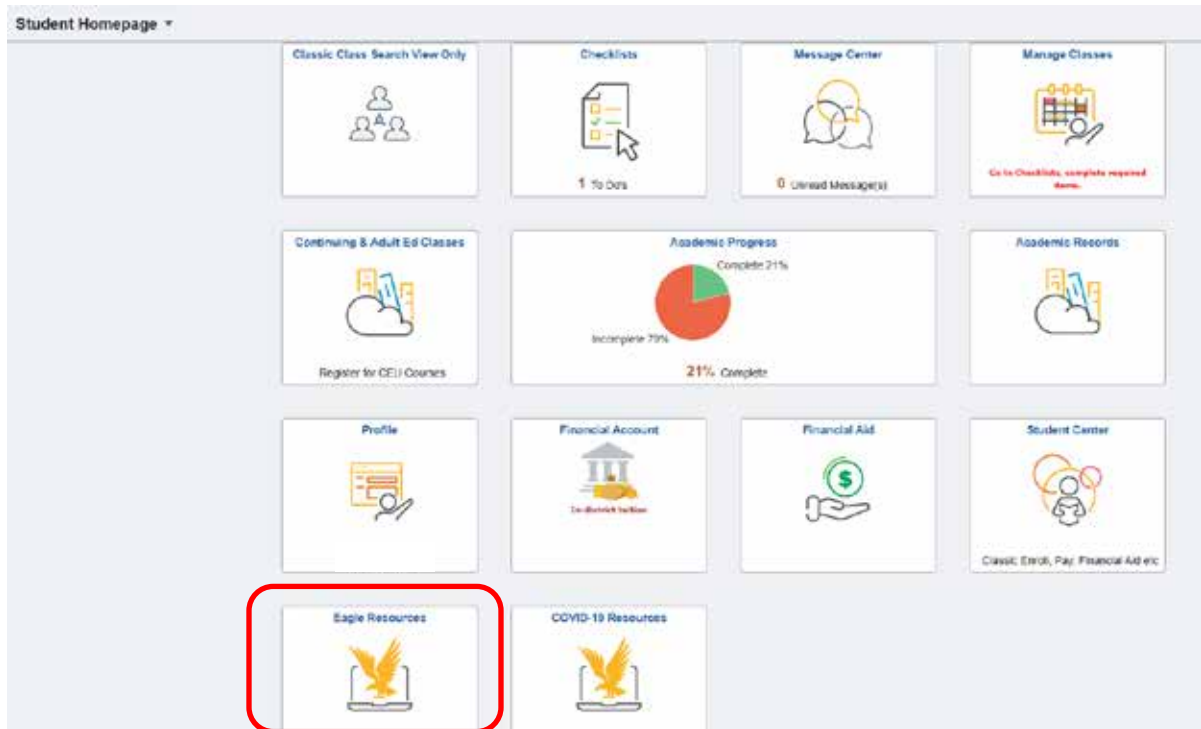 Student Homepage
Classic Class Search View Only
Checklists
Message Center
Manage Classes
1 To Do's
0 Unread Message(s)
Go to Checklists, complete required
items.
Continuing & Adult Ed Classes
Academic Progress
Academic Records
Complete 21%
Incomplete 79%
Register for CEU Courses
21% Complete
Profile
Financial Account
Financial Aid
Student Center
In-district tuition
$
Classic Enroll, Pay, Financial Aid etc
Eagle Resources
COVID-19 Resources